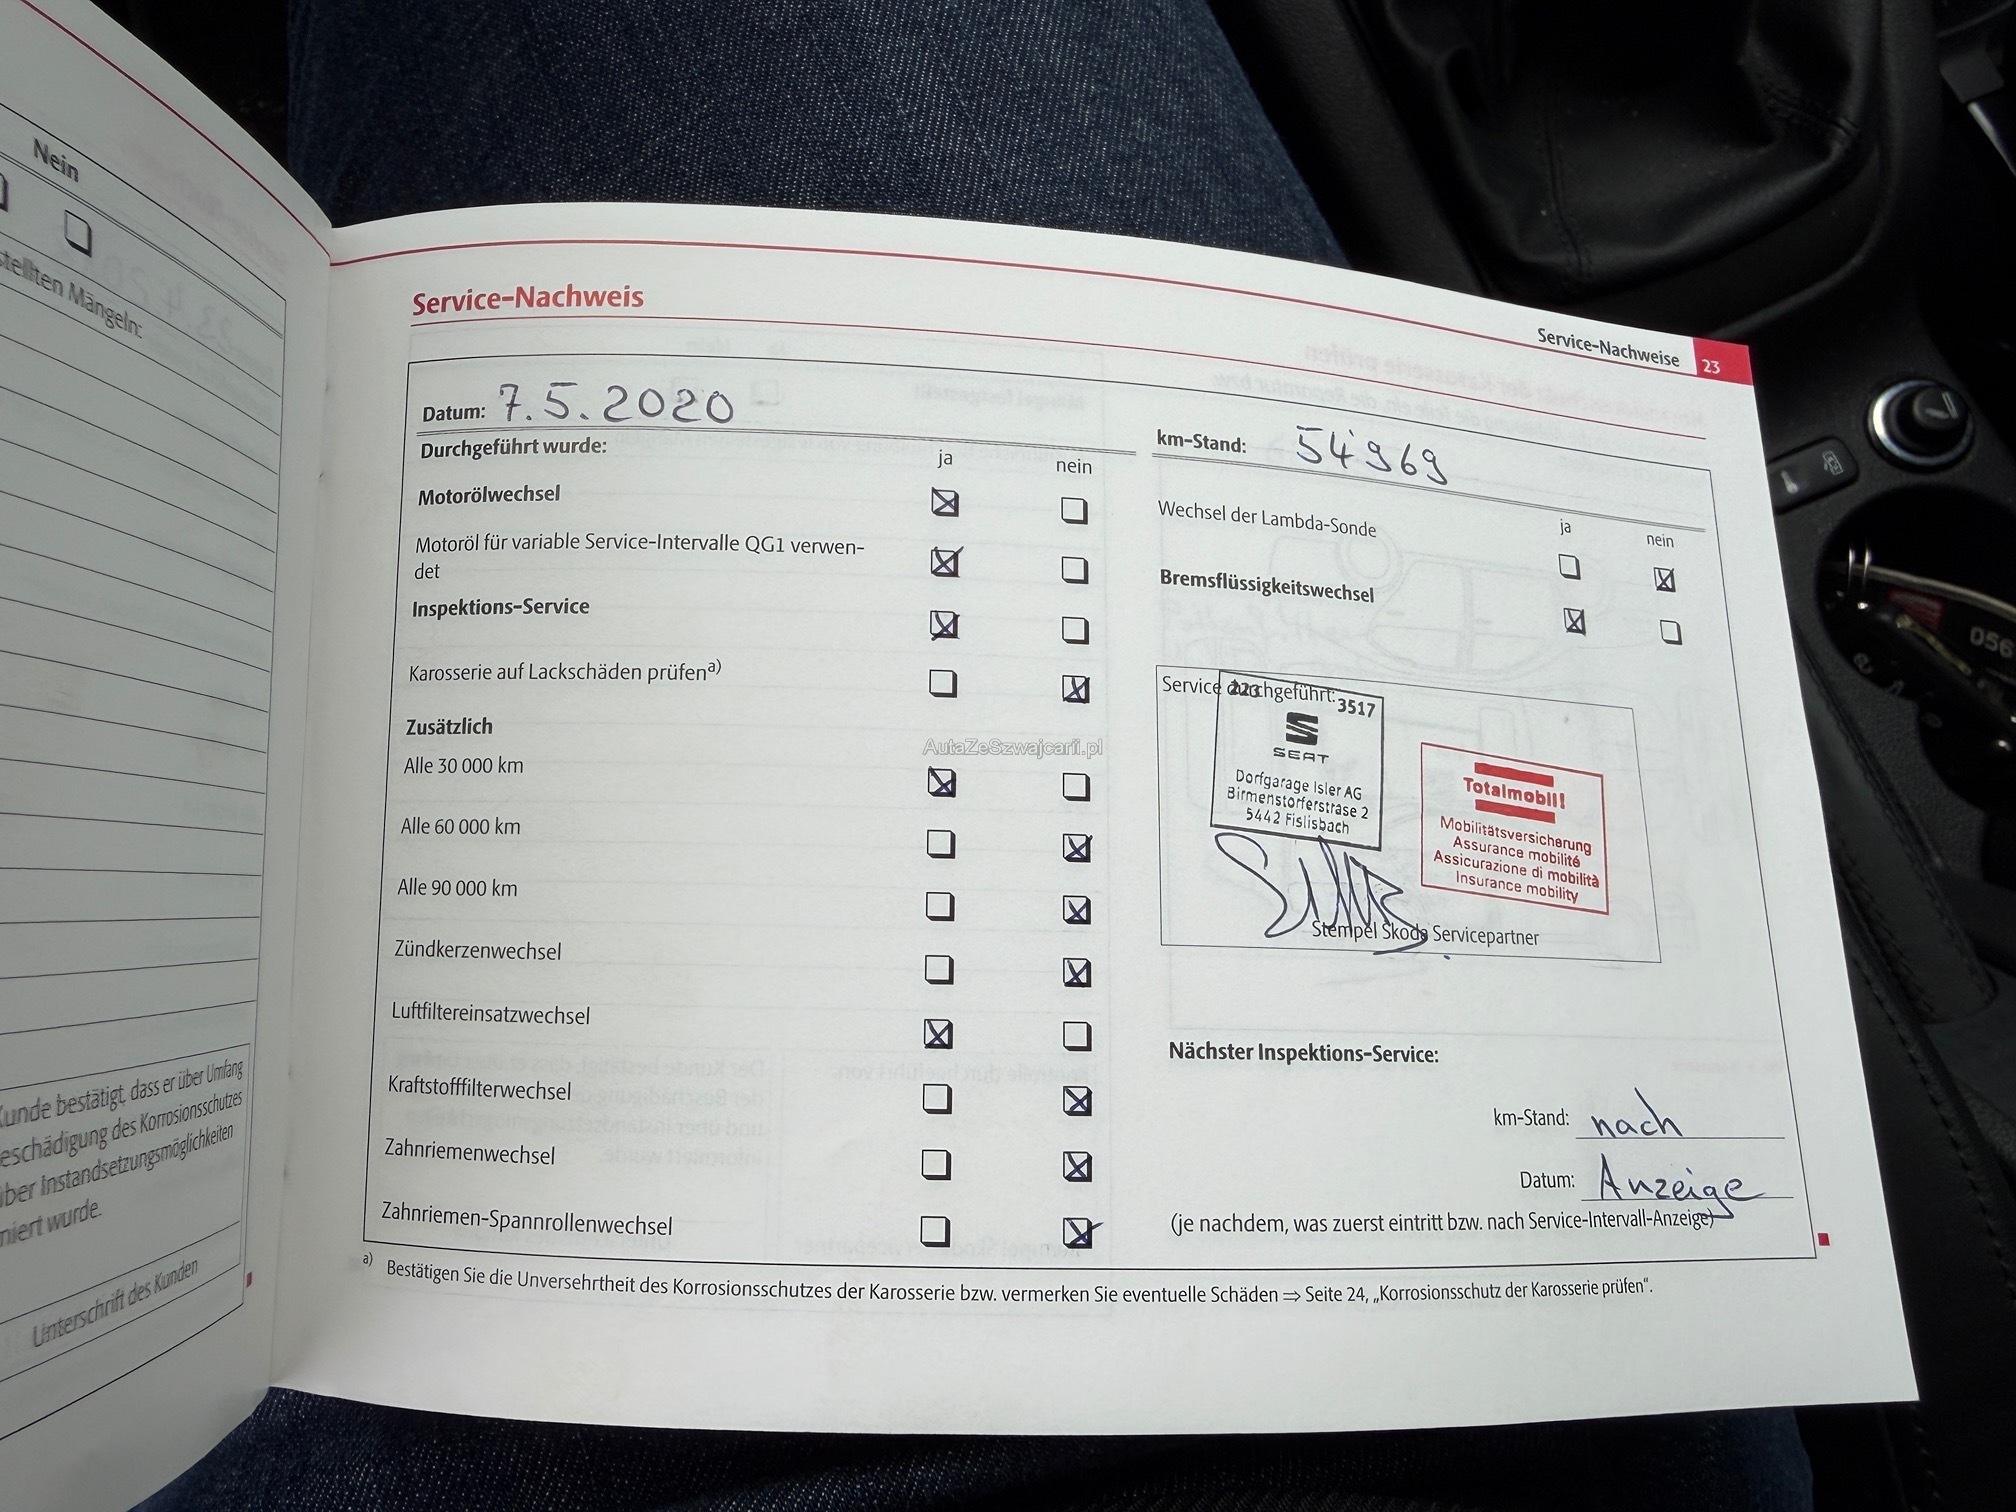 Nein
stellten Mängeln:
Kunde bestätigt, dass er über Umfang
eschädigung des Korrosionsschutzes
ber Instandsetzungsmöglichkeiten
miert wurde.
Unterschrift des Kunden
Service-Nachweise 23
Service-Nachweis
Datum: 7.5.2020
km-Stand: 54'969
Durchgeführt wurde:
ja nein
Motorölwechsel
Motoröl für variable Service-Intervalle QG1 verwen-
det
Inspektions-Service
Karosserie auf Lackschäden prüfen a)
Zusätzlich
Alle 30 000 km
Alle 60 000 km
Alle 90 000 km
Zündkerzenwechsel
Luftfiltereinsatzwechsel
Kraftstofffilterwechsel
Zahnriemenwechsel
Zahnriemen-Spannrollenwechsel
ja nein
Wechsel der Lambda-Sonde
Bremsflüssigkeitswechsel
Service durchgeführt:
223 3517
SEAT
Dorfgarage Isler AG
Birmenstorferstrase 2
5442 Fislisbach
Totalmobil!
Mobilitätsversicherung
Assurance mobilité
Assicurazione di mobilità
Insurance mobility
Stempel Skoda Servicepartner
Nächster Inspektions-Service:
km-Stand: nach
Datum: Anzeige
(je nachdem, was zuerst eintritt bzw. nach Service-Intervall-Anzeige)
a) Bestätigen Sie die Unversehrtheit des Korrosionsschutzes der Karosserie bzw. vermerken Sie eventuelle Schäden ⇒ Seite 24, „Korrosionsschutz der Karosserie prüfen“.
AutaZeSzwajcarii.pl
056